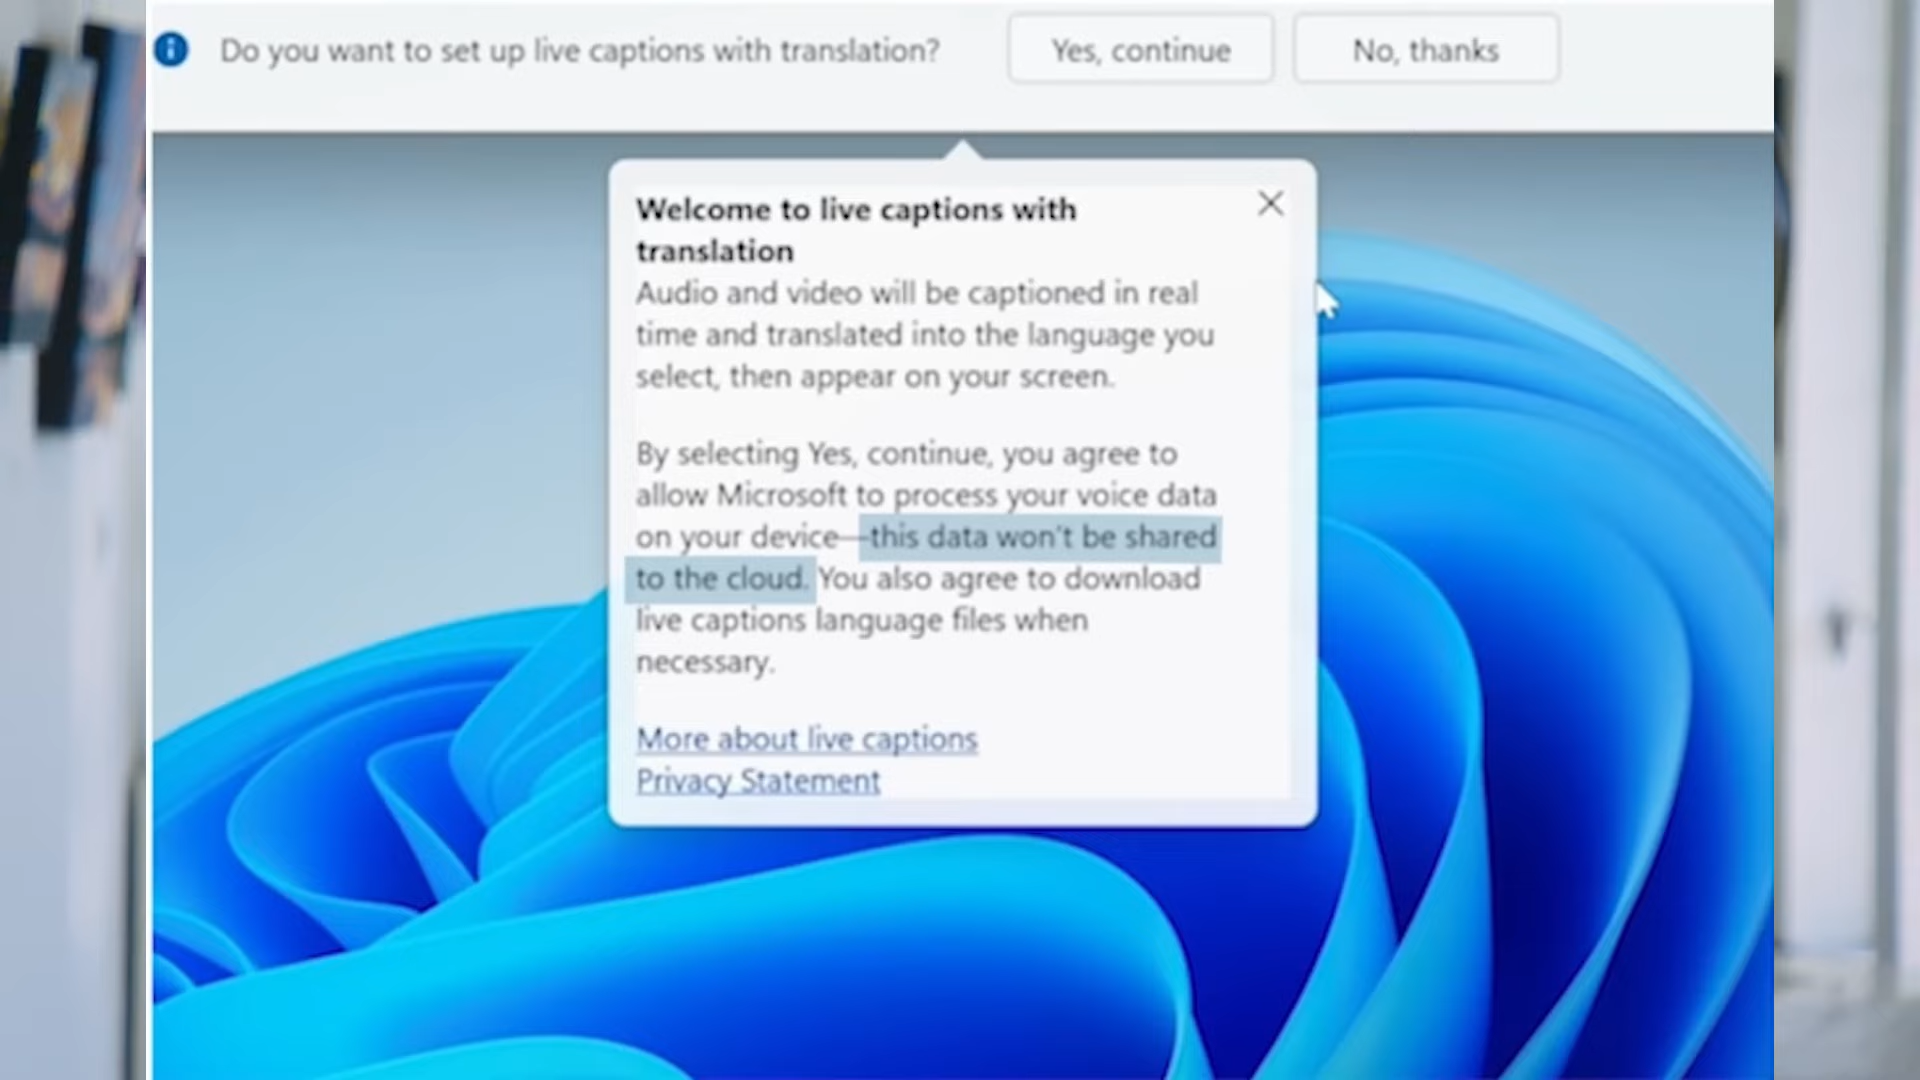 Do you want to set up live captions with translation?
Yes, continue
No, thanks
Welcome to live captions with
translation
Audio and video will be captioned in real
time and translated into the language you
select, then appear on your screen.
By selecting Yes, continue, you agree to
allow Microsoft to process your voice data
on your device—this data won't be shared
to the cloud. You also agree to download
live captions language files when
necessary.
More about live captions
Privacy Statement